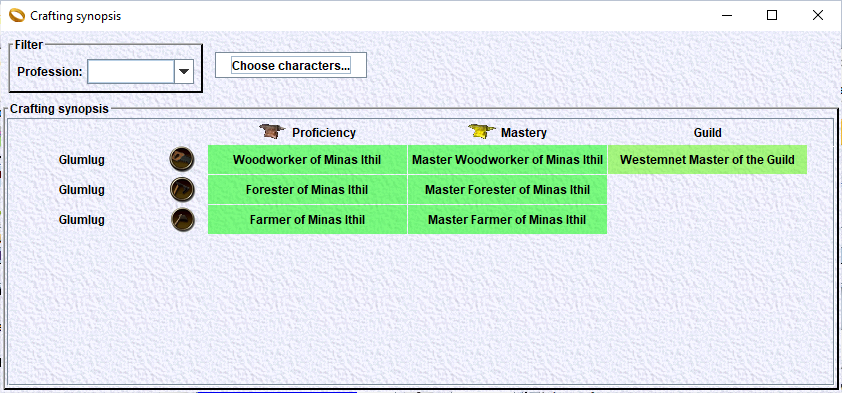 Crafting synopsis
Filter
Profession:
Choose characters...
Crafting synopsis
Proficiency Mastery Guild
Glumlug Woodworker of Minas Ithil Master Woodworker of Minas Ithil Westemnet Master of the Guild
Glumlug Forester of Minas Ithil Master Forester of Minas Ithil
Glumlug Farmer of Minas Ithil Master Farmer of Minas Ithil